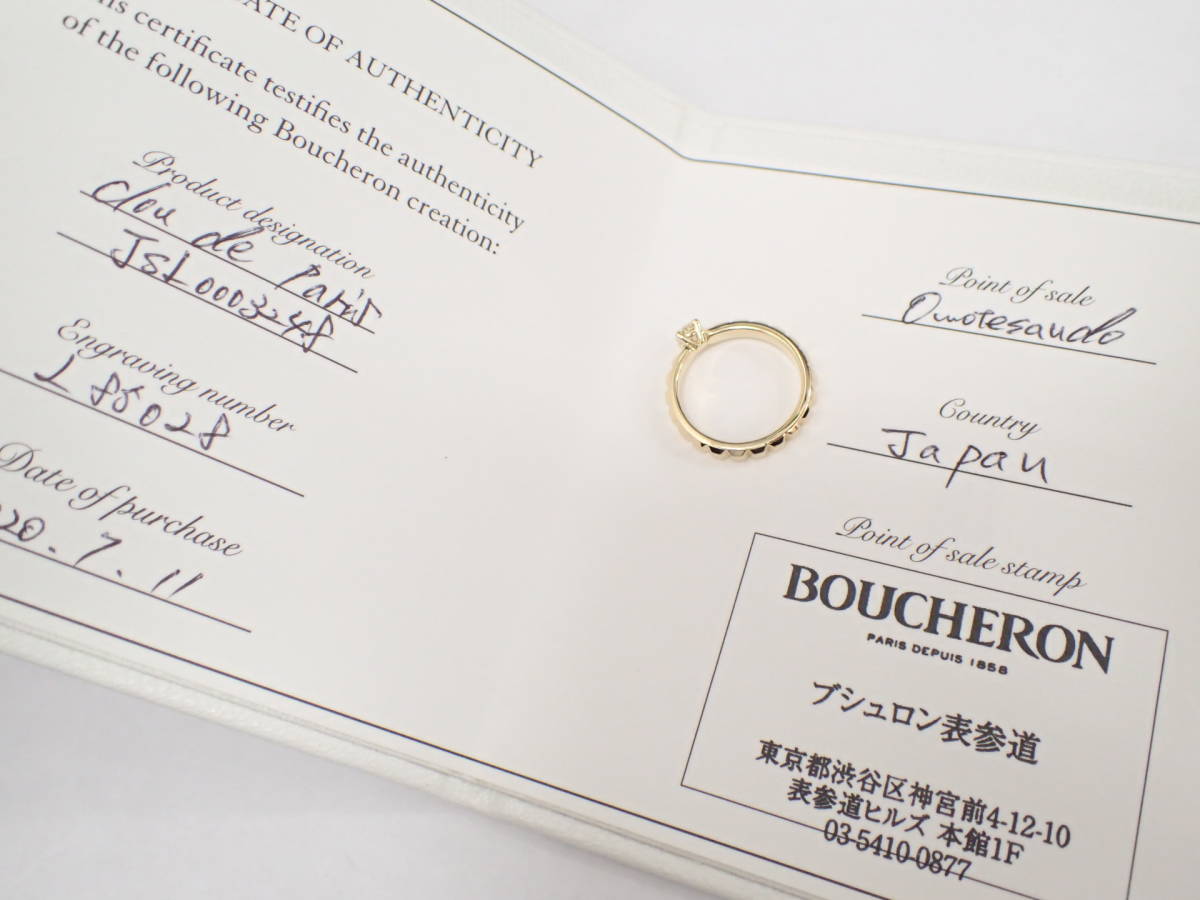 ATE OF AUTHENTICITY
is certificate testifies the authenticity
of the following Boucheron creation:
Product designation
Clou de Paris
JSL0003248
Engraving number
L 86028
Date of purchase
20.7.11
Point of sale
Omotesando
Country
Japan
Point of sale stamp
BOUCHERON
PARIS DEPUIS 1858
ブシュロン表参道
東京都渋谷区神宮前4-12-10
表参道ヒルズ 本館1F
03-5410-0877